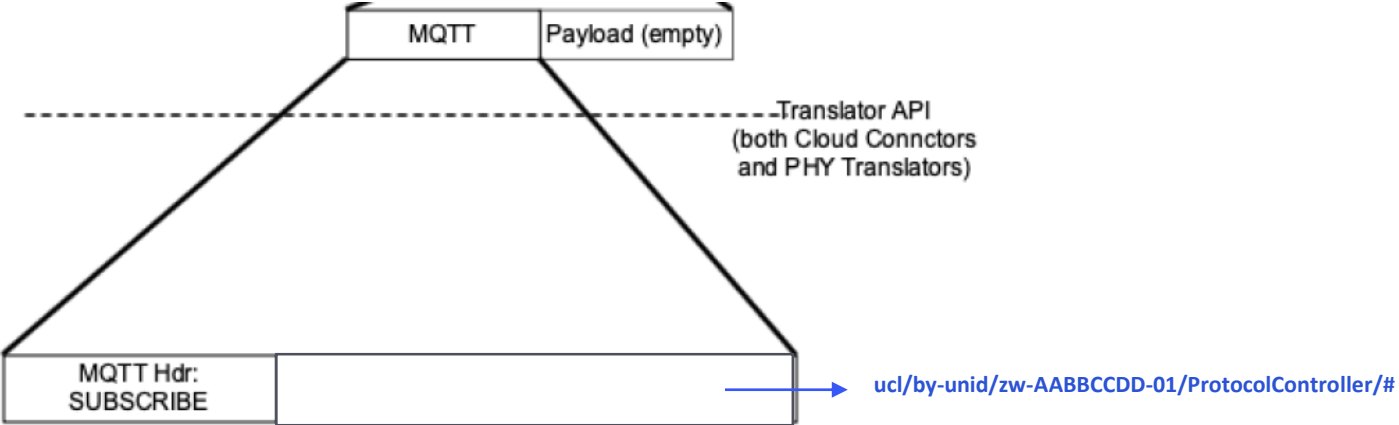 MQTT
Payload (empty)
Translator API
(both Cloud Connctors
and PHY Translators)
MQTT Hdr:
SUBSCRIBE
ucl/by-unid/zw-AABBCCDD-01/ProtocolController/#